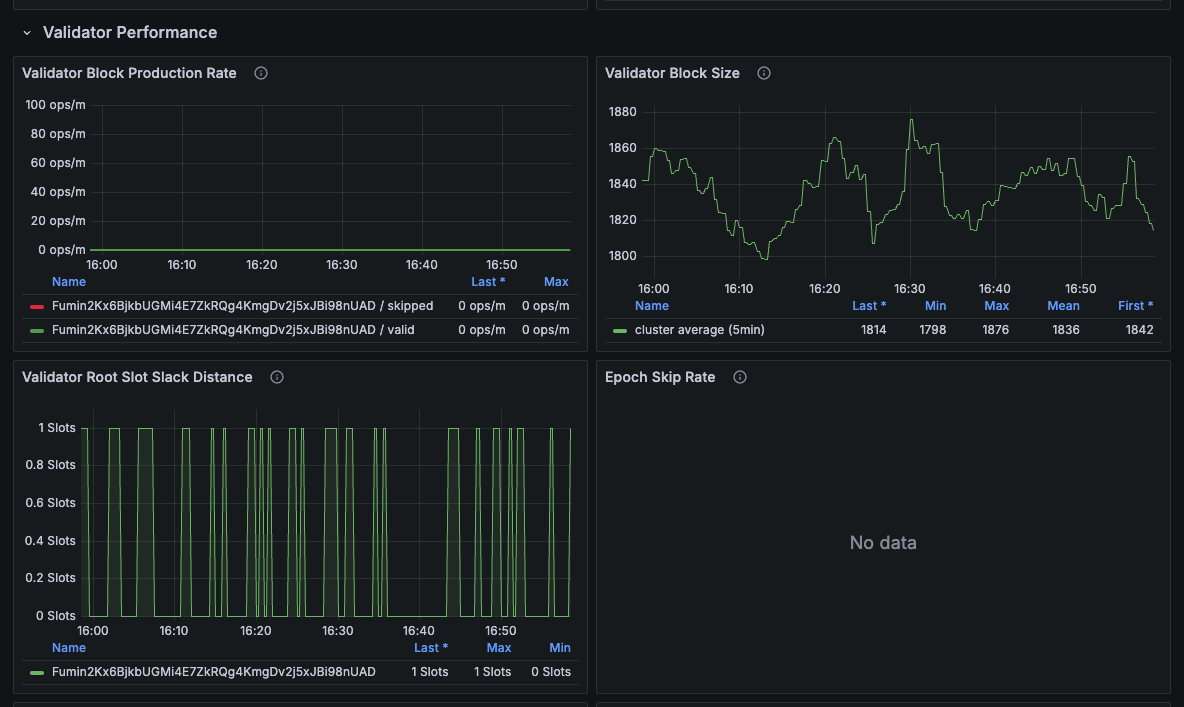 Validator Performance
Validator Block Production Rate
100 ops/m
80 ops/m
60 ops/m
40 ops/m
20 ops/m
0 ops/m
16:00 16:10 16:20 16:30 16:40 16:50
Name Last * Max
Fumin2Kx6BjkbUGMi4E7ZkRQg4KmgDv2j5xJBi98nUAD / skipped 0 ops/m 0 ops/m
Fumin2Kx6BjkbUGMi4E7ZkRQg4KmgDv2j5xJBi98nUAD / valid 0 ops/m 0 ops/m
Validator Block Size
1880
1860
1840
1820
1800
16:00 16:10 16:20 16:30 16:40 16:50
Name Last * Min Max Mean First *
cluster average (5min) 1814 1798 1876 1836 1842
Validator Root Slot Slack Distance
1 Slots
0.8 Slots
0.6 Slots
0.4 Slots
0.2 Slots
0 Slots
16:00 16:10 16:20 16:30 16:40 16:50
Name Last * Max Min
Fumin2Kx6BjkbUGMi4E7ZkRQg4KmgDv2j5xJBi98nUAD 1 Slots 1 Slots 0 Slots
Epoch Skip Rate
No data